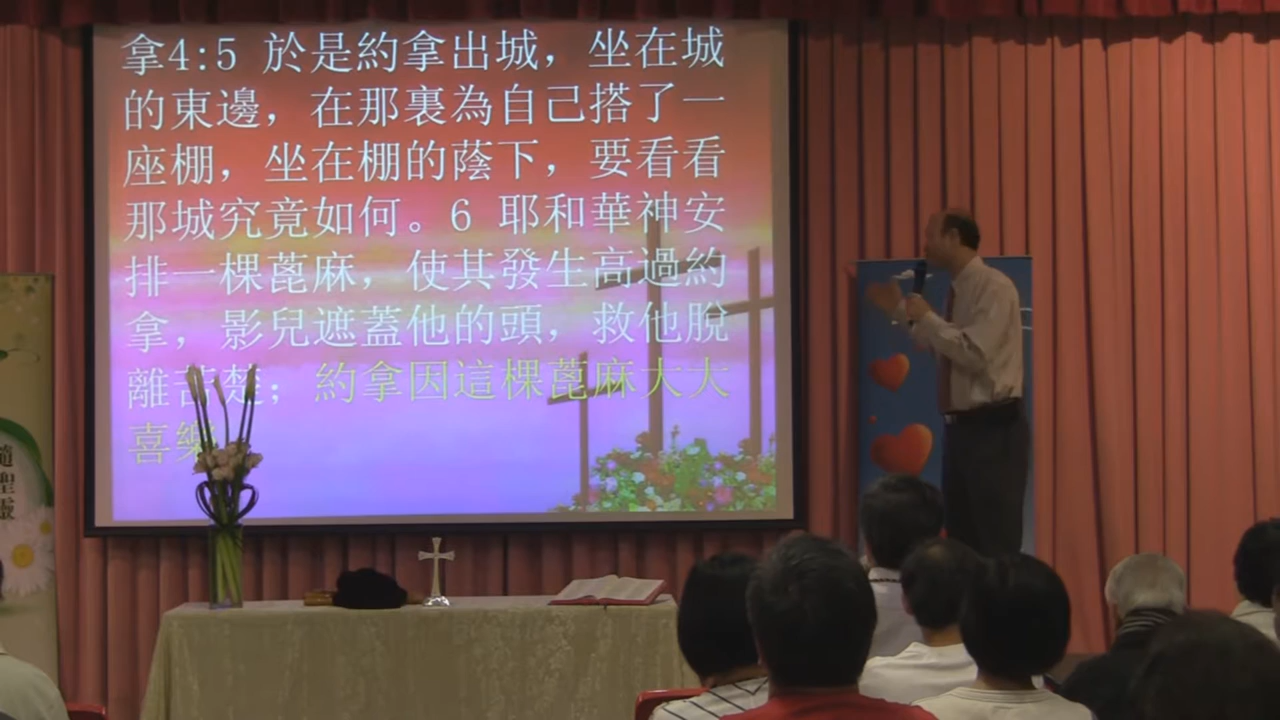 拿4:5 於是約拿出城，坐在城
的東邊，在那裏為自己搭了一
座棚，坐在棚的蔭下，要看看
那城究竟如何。6 耶和華神安
排一棵蓖麻，使其發生高過約
拿，影兒遮蓋他的頭，救他脫
離苦楚；約拿因這棵蓖麻大大
喜樂
隨聖靈